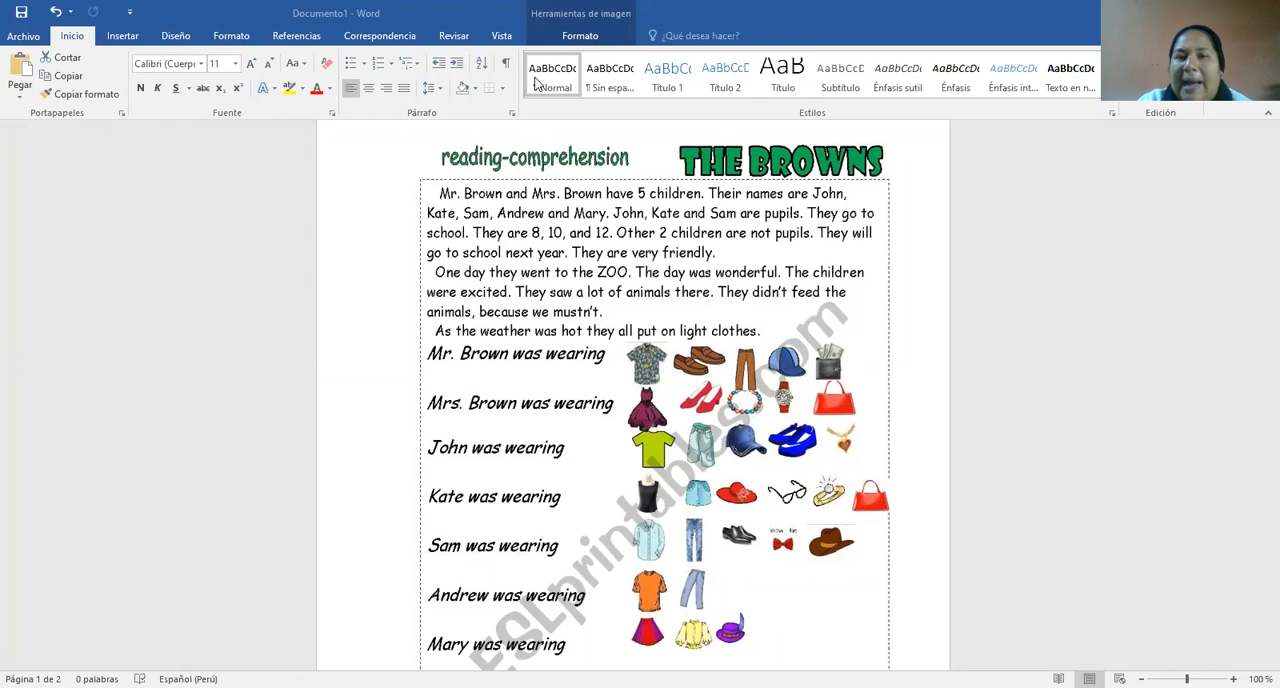 Documento1 - Word
Herramientas de imagen
Archivo
Inicio
Insertar
Diseño
Formato
Referencias
Correspondencia
Revisar
Vista
Formato
¿Qué desea hacer?
Pegar
Cortar
Copiar
Copiar formato
Portapapeles
Calibri (Cuerpo
11
Fuente
Párrafo
AaBbCcDc AaBbCcDc AaBbCc AaBbCcD AaB AaBbCcD AaBbCcDc AaBbCcDc AaBbCcDc AaBbCcDc
Normal ¶ Sin espa... Título 1 Título 2 Título Subtítulo Énfasis sutil Énfasis Énfasis int... Texto en n...
Estilos
Edición
reading-comprehension THE BROWNS
Mr. Brown and Mrs. Brown have 5 children. Their names are John,
Kate, Sam, Andrew and Mary. John, Kate and Sam are pupils. They go to
school. They are 8, 10, and 12. Other 2 children are not pupils. They will
go to school next year. They are very friendly.
One day they went to the ZOO. The day was wonderful. The children
were excited. They saw a lot of animals there. They didn't feed the
animals, because we mustn't.
As the weather was hot they all put on light clothes.
Mr. Brown was wearing
Mrs. Brown was wearing
John was wearing
Kate was wearing
Sam was wearing
Andrew was wearing
Mary was wearing
ESLprintables.com
Página 1 de 2
0 palabras
Español (Perú)
100 %